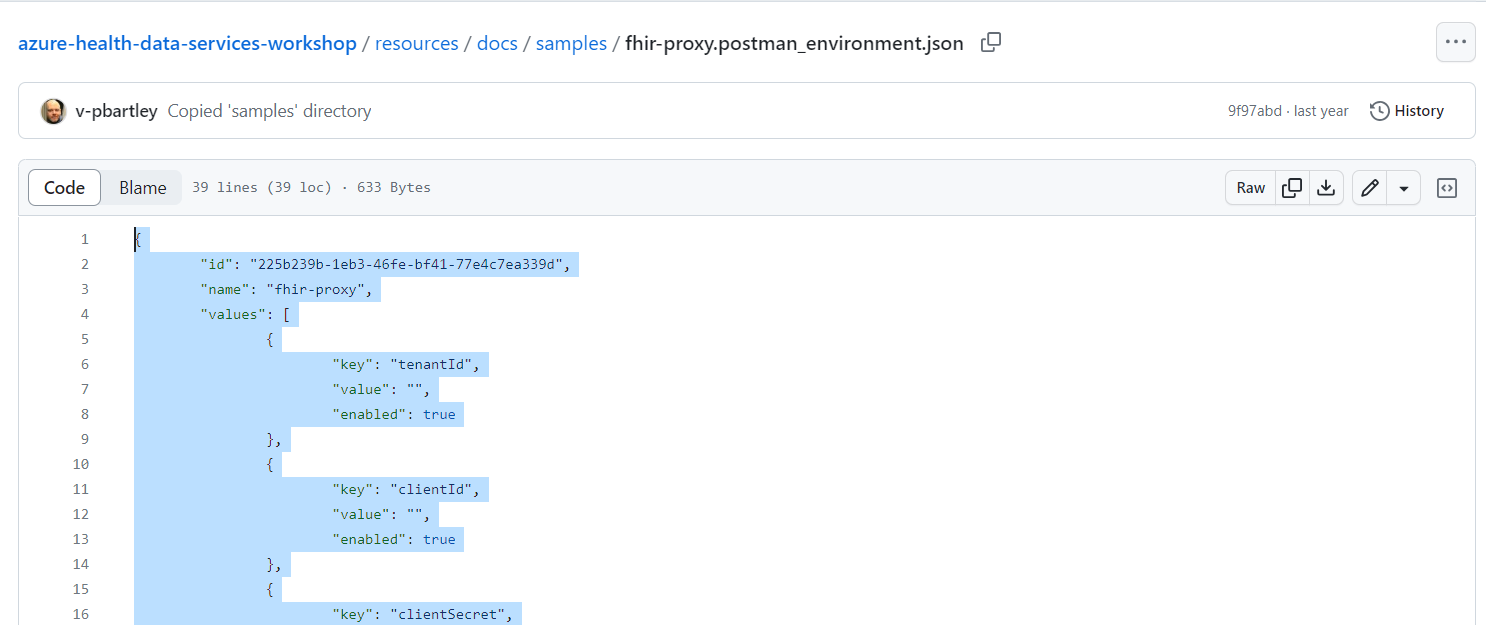 azure-health-data-services-workshop / resources / docs / samples / fhir-proxy.postman_environment.json
v-pbartley Copied 'samples' directory 9f97abd · last year History
Code Blame 39 lines (39 loc) · 633 Bytes Raw
1 {
2 "id": "225b239b-1eb3-46fe-bf41-77e4c7ea339d",
3 "name": "fhir-proxy",
4 "values": [
5 {
6 "key": "tenantId",
7 "value": "",
8 "enabled": true
9 },
10 {
11 "key": "clientId",
12 "value": "",
13 "enabled": true
14 },
15 {
16 "key": "clientSecret",